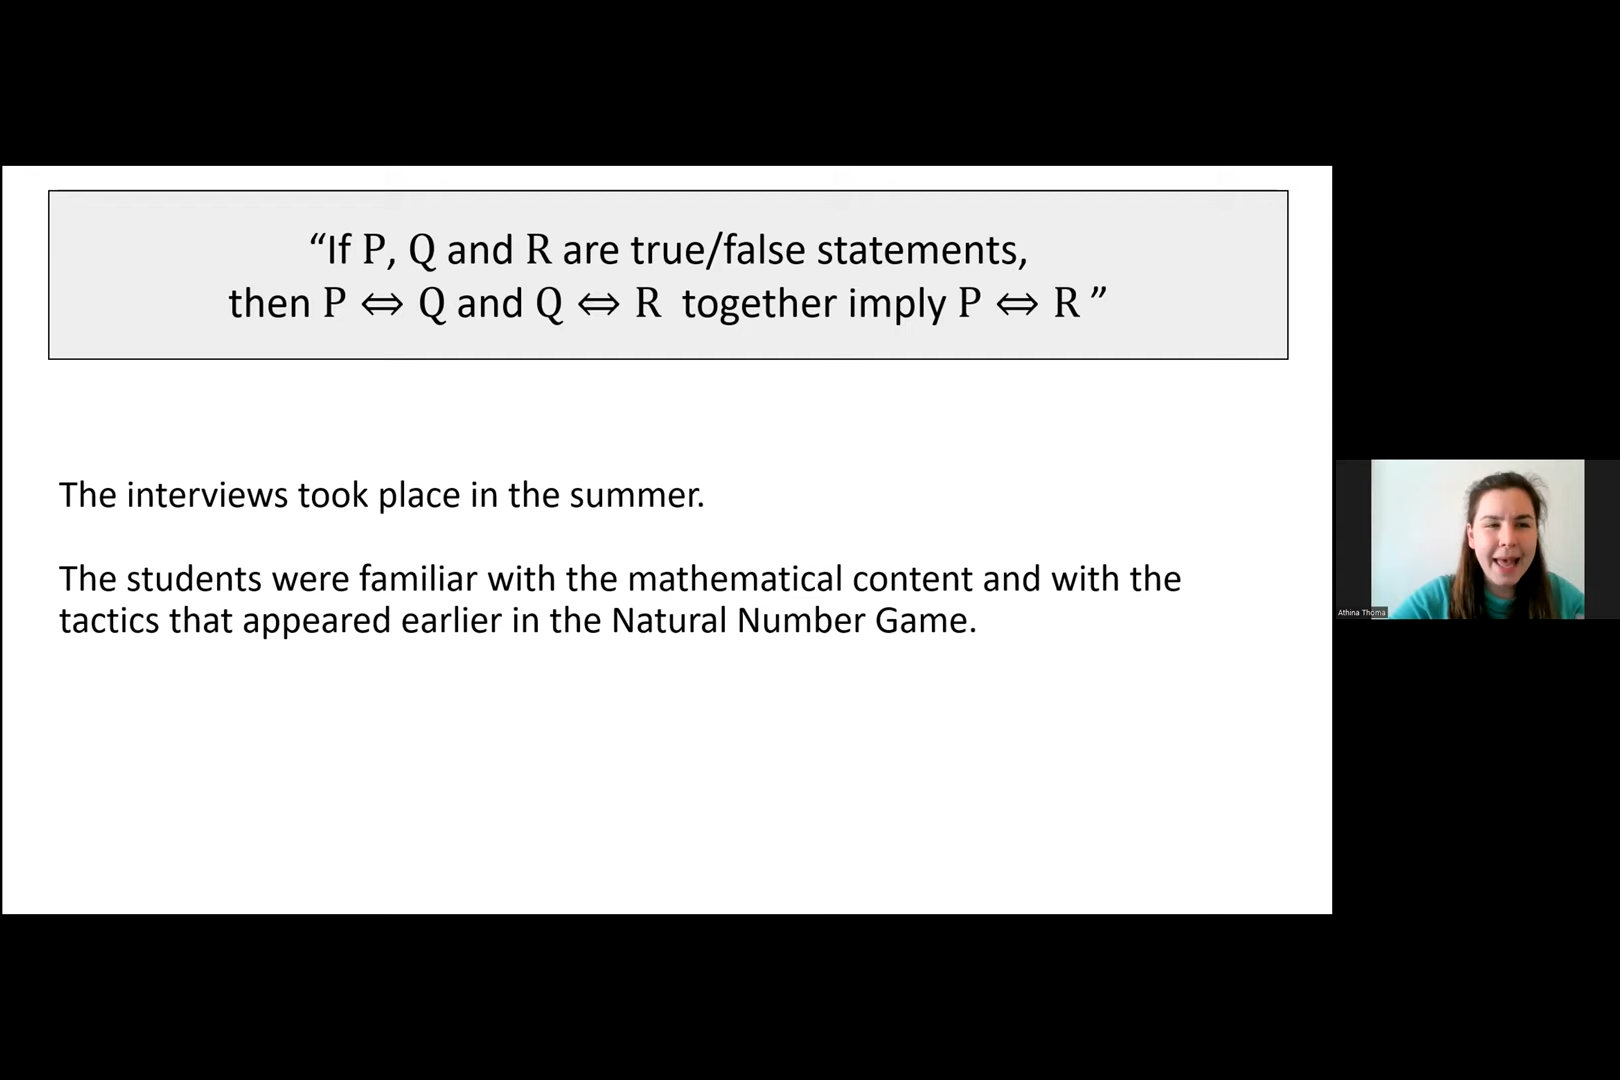 “If P, Q and R are true/false statements,
then P ⇔ Q and Q ⇔ R together imply P ⇔ R ”
The interviews took place in the summer.
The students were familiar with the mathematical content and with the
tactics that appeared earlier in the Natural Number Game.
Athina Thoma